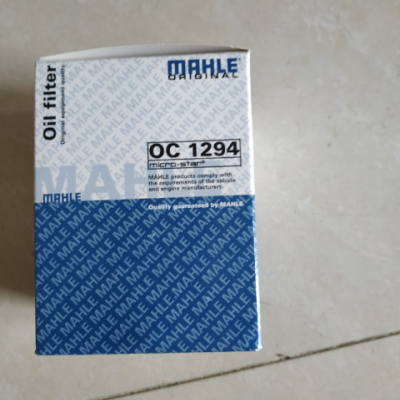 MAHLE
ORIGINAL
Oil filter
Original equipment quality
OC 1294
micro-star®
MAHLE products comply with
the requirements of the vehicle
and engine manufacturers.
MAHLE
MAHLE
Quality guaranteed by MAHLE